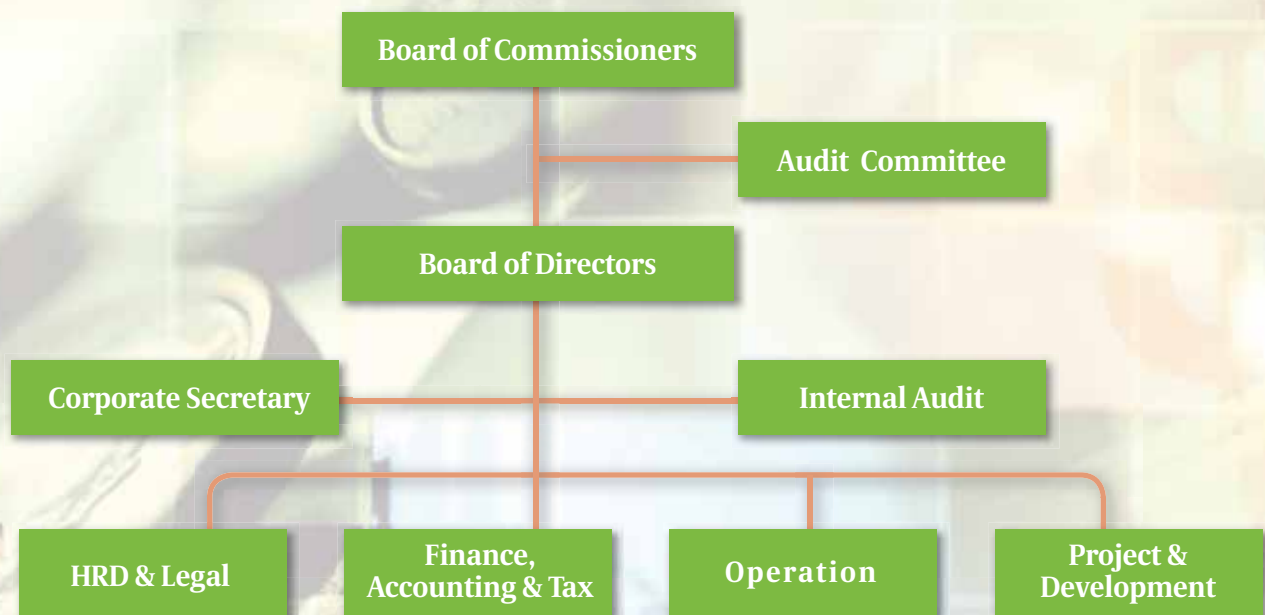 Board of Commissioners
Audit Committee
Board of Directors
Corporate Secretary
Internal Audit
HRD & Legal
Finance,
Accounting & Tax
Operation
Project &
Development